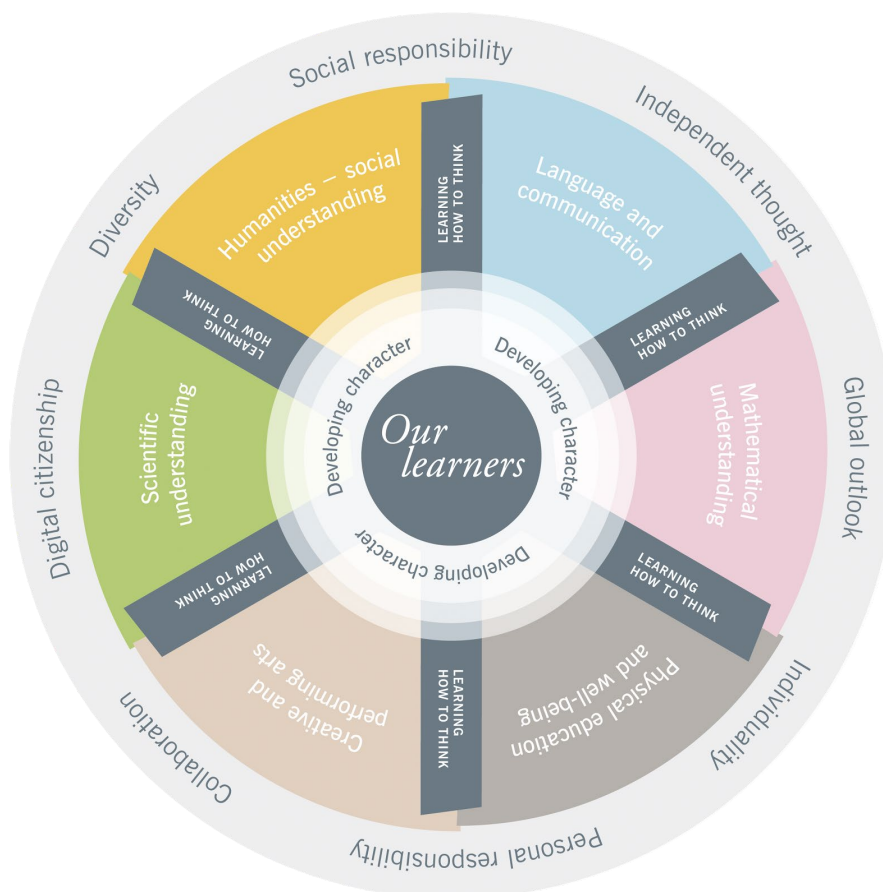 Social responsibility
Independent thought
Global outlook
Individuality
Personal responsibility
Collaboration
Digital citizenship
Diversity
Language and
communication
Mathematical
understanding
Physical education
and well-being
Creative and
performing arts
Scientific
understanding
Humanities – social
understanding
LEARNING
HOW TO THINK
LEARNING
HOW TO THINK
LEARNING
HOW TO THINK
LEARNING
HOW TO THINK
LEARNING
HOW TO THINK
LEARNING
HOW TO THINK
Developing character
Developing character
Developing character
Our
learners